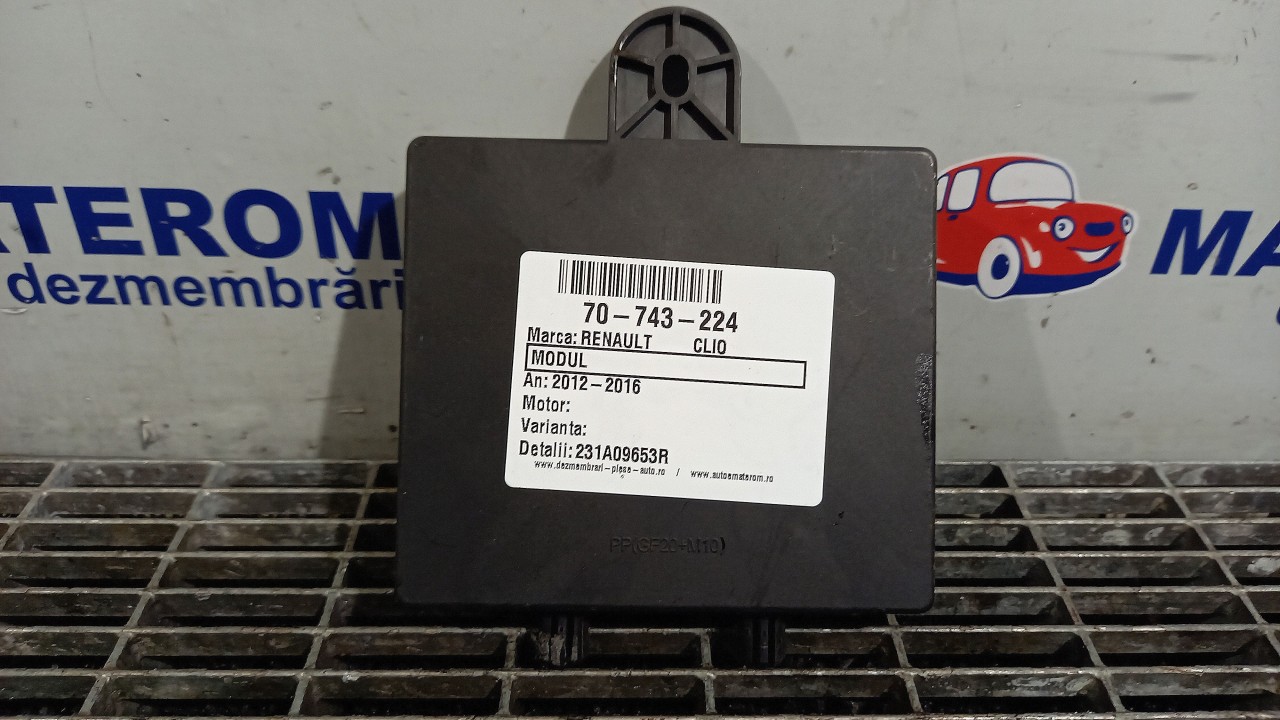 ATEROM
dezmembrări
MA
70-743-224
Marca: RENAULT CLIO
MODUL
An: 2012-2016
Motor:
Varianta:
Detalii: 231A09653R
www.dezmembrari-piese-auto.ro / www.autoematerom.ro
PP(GF20+M10)